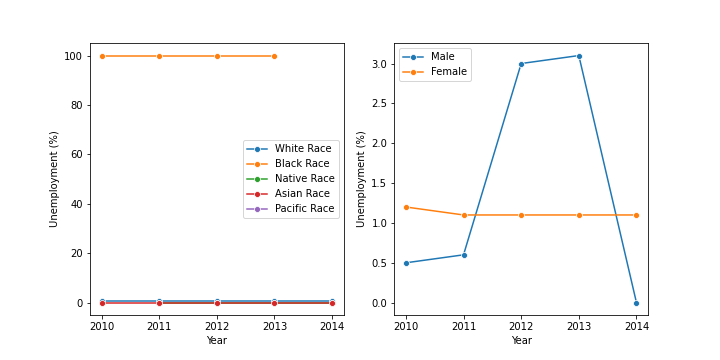 100
80
60
40
20
0
Unemployment (%)
2010 2011 2012 2013 2014
Year
White Race
Black Race
Native Race
Asian Race
Pacific Race
3.0
2.5
2.0
1.5
1.0
0.5
0.0
Unemployment (%)
2010 2011 2012 2013 2014
Year
Male
Female